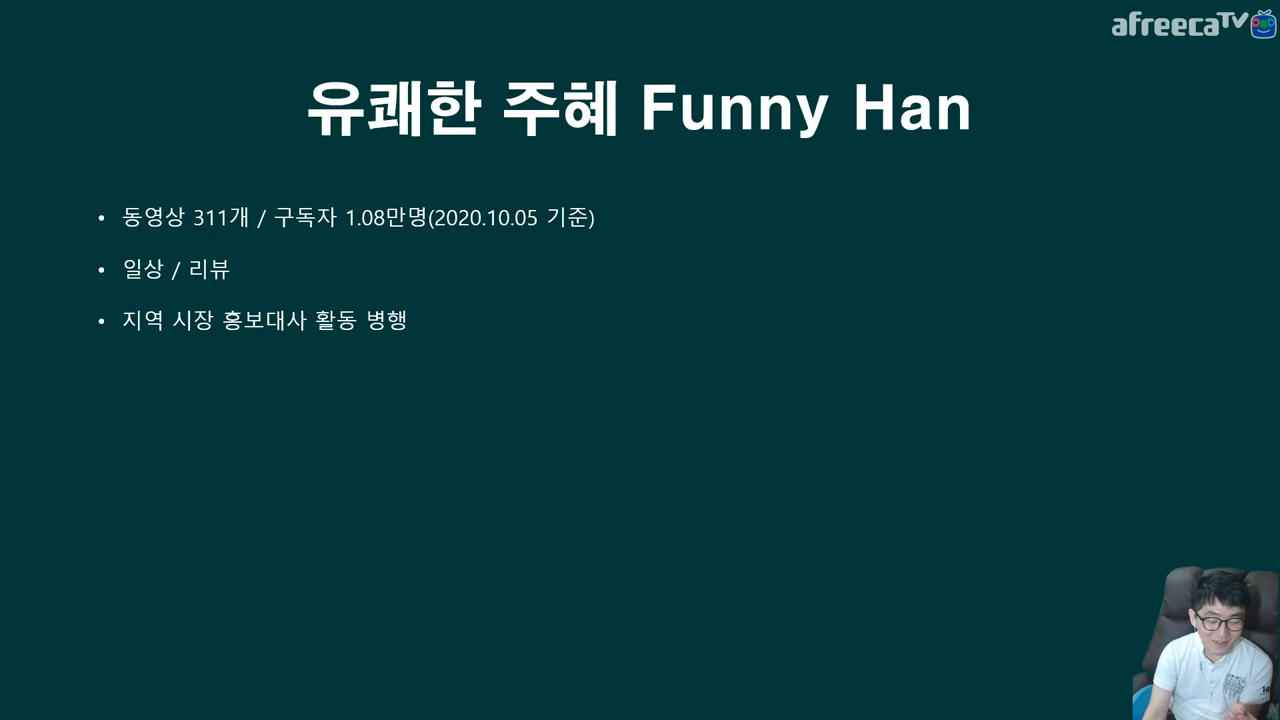 afreecaTV
유쾌한 주혜 Funny Han
• 동영상 311개 / 구독자 1.08만명(2020.10.05 기준)
• 일상 / 리뷰
• 지역 시장 홍보대사 활동 병행